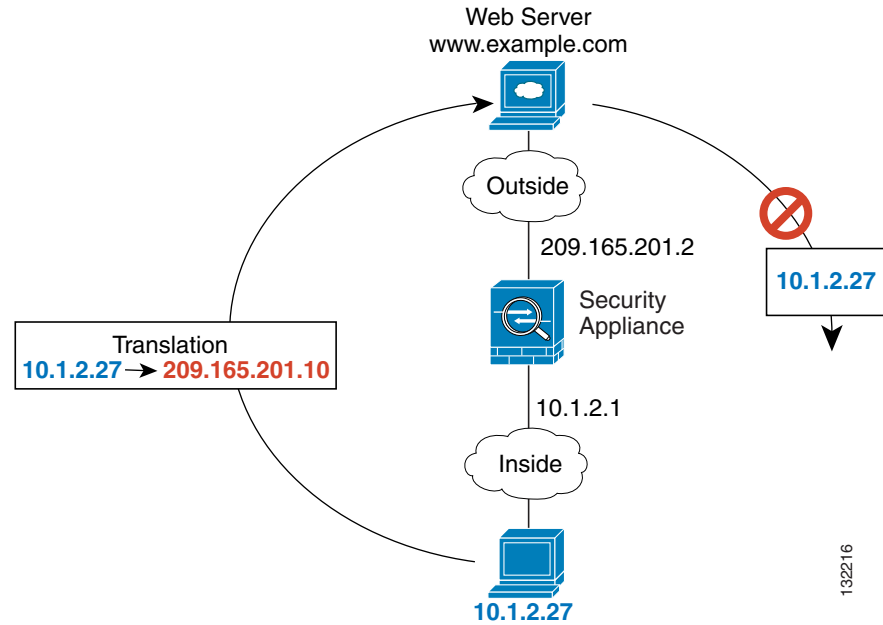 Web Server
www.example.com
Outside
209.165.201.2
10.1.2.27
Security
Appliance
Translation
10.1.2.27 209.165.201.10
10.1.2.1
Inside
10.1.2.27
132216